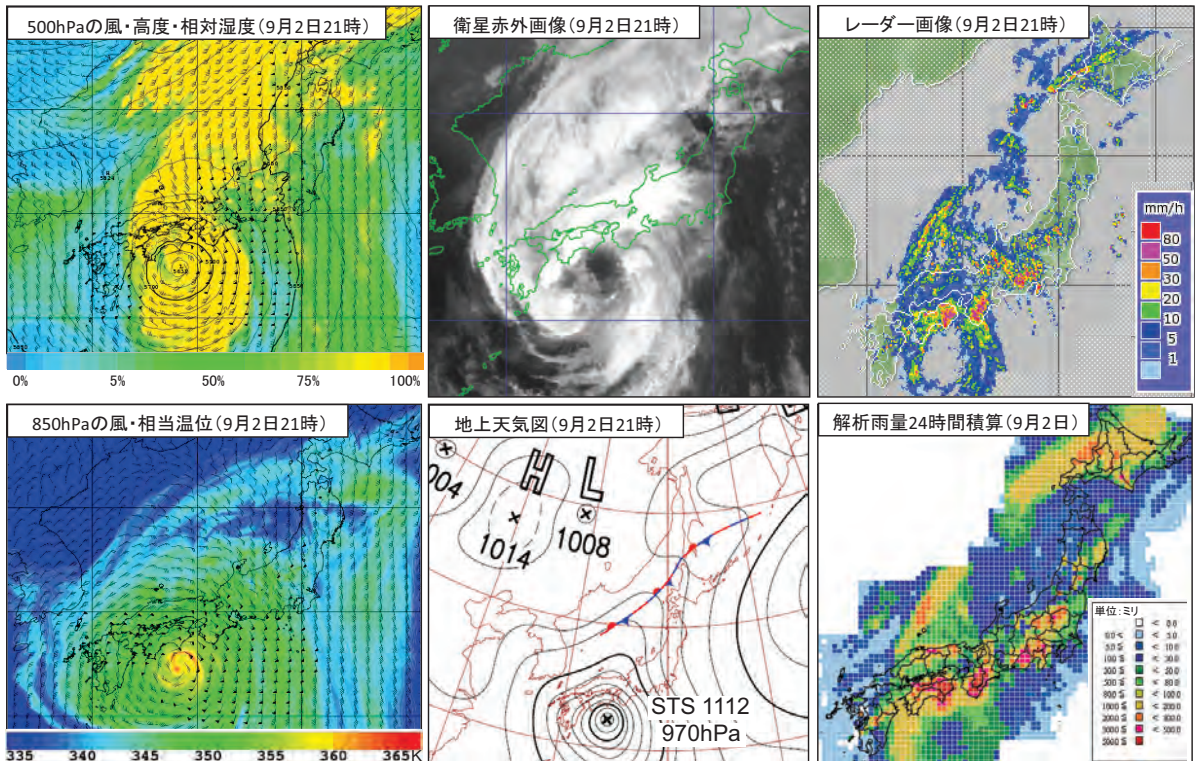 500hPaの風・高度・相対湿度(9月2日21時)
0% 5% 50% 75% 100%
衛星赤外画像(9月2日21時)
レーダー画像(9月2日21時)
mm/h
80
50
30
20
10
5
1
850hPaの風・相当温位(9月2日21時)
335 340 345 350 355 360 365K
地上天気図(9月2日21時)
004
H
L
1014
1008
STS 1112
970hPa
解析雨量24時間積算(9月2日)
単位:ミリ